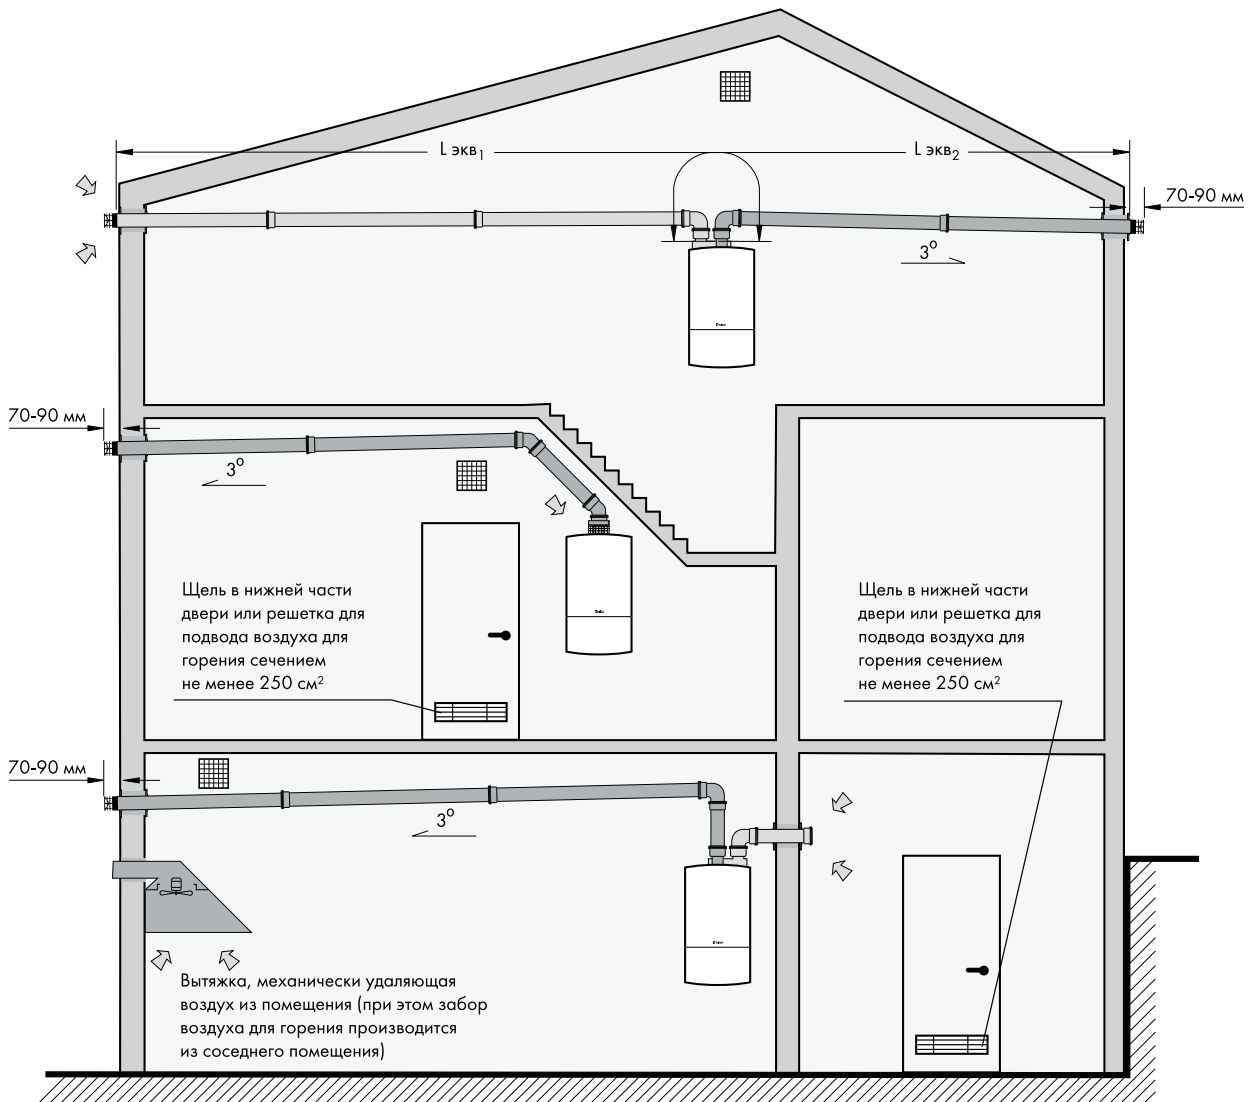 L экв₁
L экв₂
70-90 мм
3°
70-90 мм
3°
Щель в нижней части
двери или решетка для
подвода воздуха для
горения сечением
не менее 250 см²
Щель в нижней части
двери или решетка для
подвода воздуха для
горения сечением
не менее 250 см²
70-90 мм
3°
Вытяжка, механически удаляющая
воздух из помещения (при этом забор
воздуха для горения производится
из соседнего помещения)